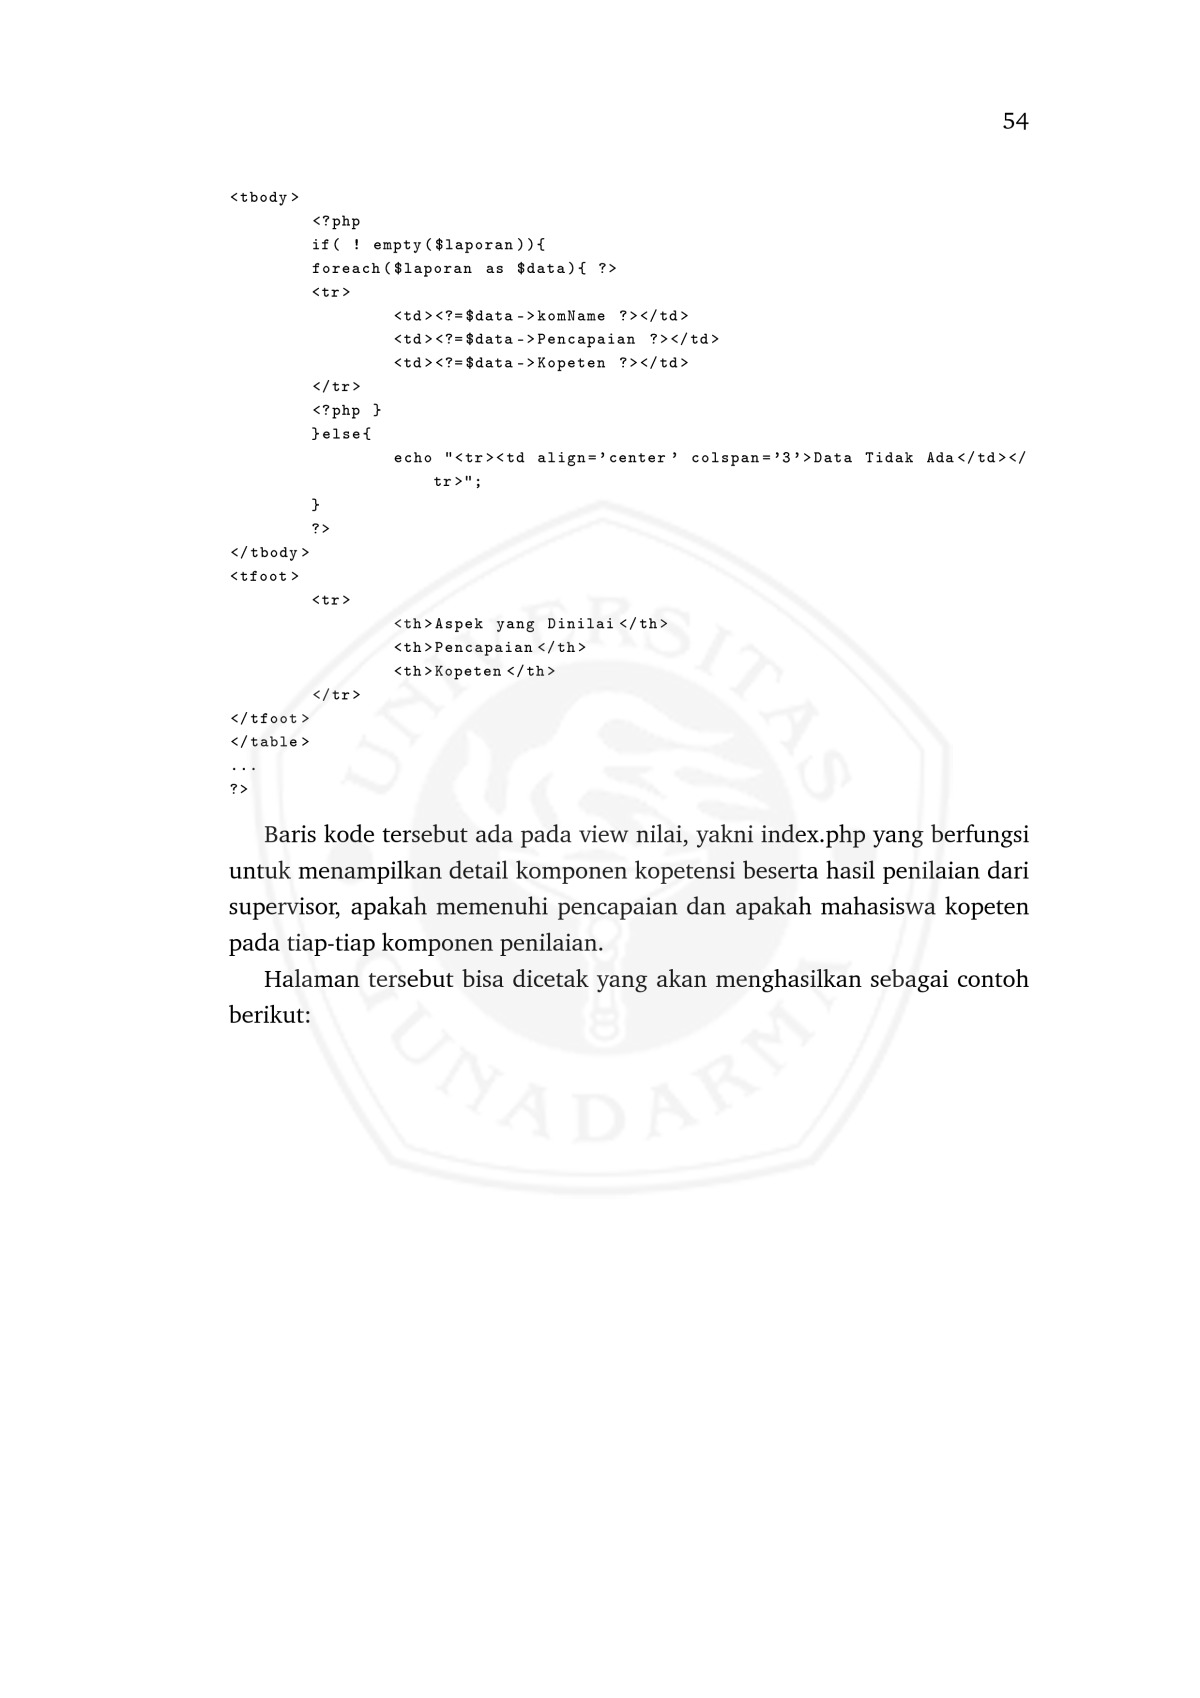 54
<tbody>
<?php
if( ! empty($laporan)){
foreach($laporan as $data){ ?>
<tr>
<td><?=$data->komName ?></td>
<td><?=$data->Pencapaian ?></td>
<td><?=$data->Kopeten ?></td>
</tr>
<?php }
}else{
echo "<tr><td align='center' colspan='3'>Data Tidak Ada</td></
tr>";
}
?>
</tbody>
<tfoot>
<tr>
<th>Aspek yang Dinilai</th>
<th>Pencapaian</th>
<th>Kopeten</th>
</tr>
</tfoot>
</table>
...
?>
Baris kode tersebut ada pada view nilai, yakni index.php yang berfungsi
untuk menampilkan detail komponen kopetensi beserta hasil penilaian dari
supervisor, apakah memenuhi pencapaian dan apakah mahasiswa kopeten
pada tiap-tiap komponen penilaian.
Halaman tersebut bisa dicetak yang akan menghasilkan sebagai contoh
berikut:
UNIVERSITAS
GUNADARMA